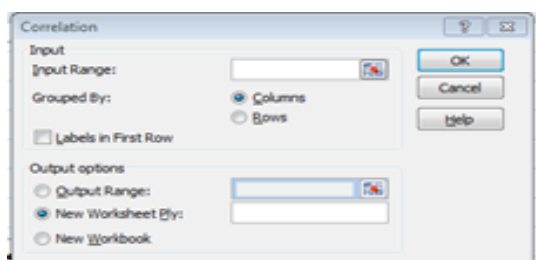 Correlation
Input
Input Range:
Grouped By:
Columns
Rows
Labels in First Row
OK
Cancel
Help
Output options
Output Range:
New Worksheet Ply:
New Workbook